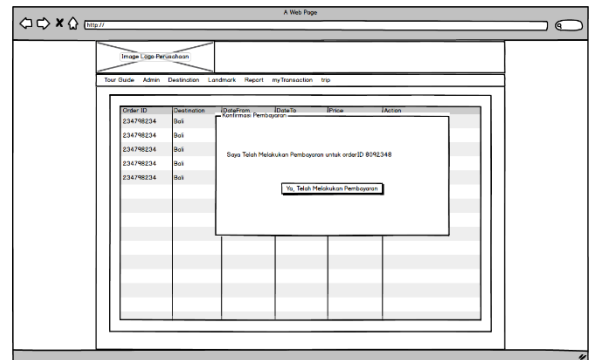 A Web Page
http://
Image Logo Perusahaan
Tour Guide Admin Destination Landmark Report myTransaction trip
Order ID Destination |DateFrom |DateTo |Price |Action
Konfirmasi Pembayaran
234798234 Bali
234798234 Bali
Saya Telah Melakukan Pembayaran untuk orderID 8092348
234798234 Bali
234798234 Bali
234798234 Bali
Ya, Telah Melakukan Pembayaran